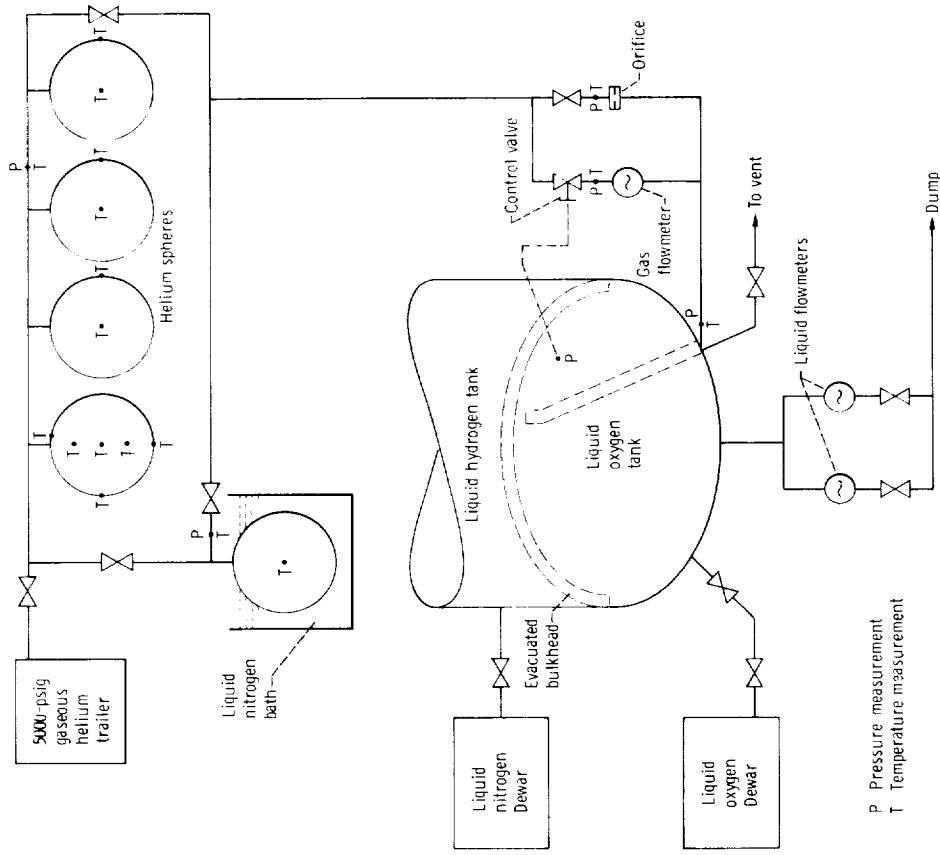 5000-psig
gaseous
helium
trailer
P
T
T
T
T
T
T
T
T
T
T
T
T
T
Helium spheres
P
T
T
Liquid
nitrogen
bath
Control valve
P
T
P
T
Orifice
Gas
flowmeter
To vent
P
T
Liquid hydrogen tank
P
Liquid
oxygen
tank
Evacuated
bulkhead
Liquid
nitrogen
Dewar
Liquid
oxygen
Dewar
Liquid flowmeters
Dump
P Pressure measurement
T Temperature measurement